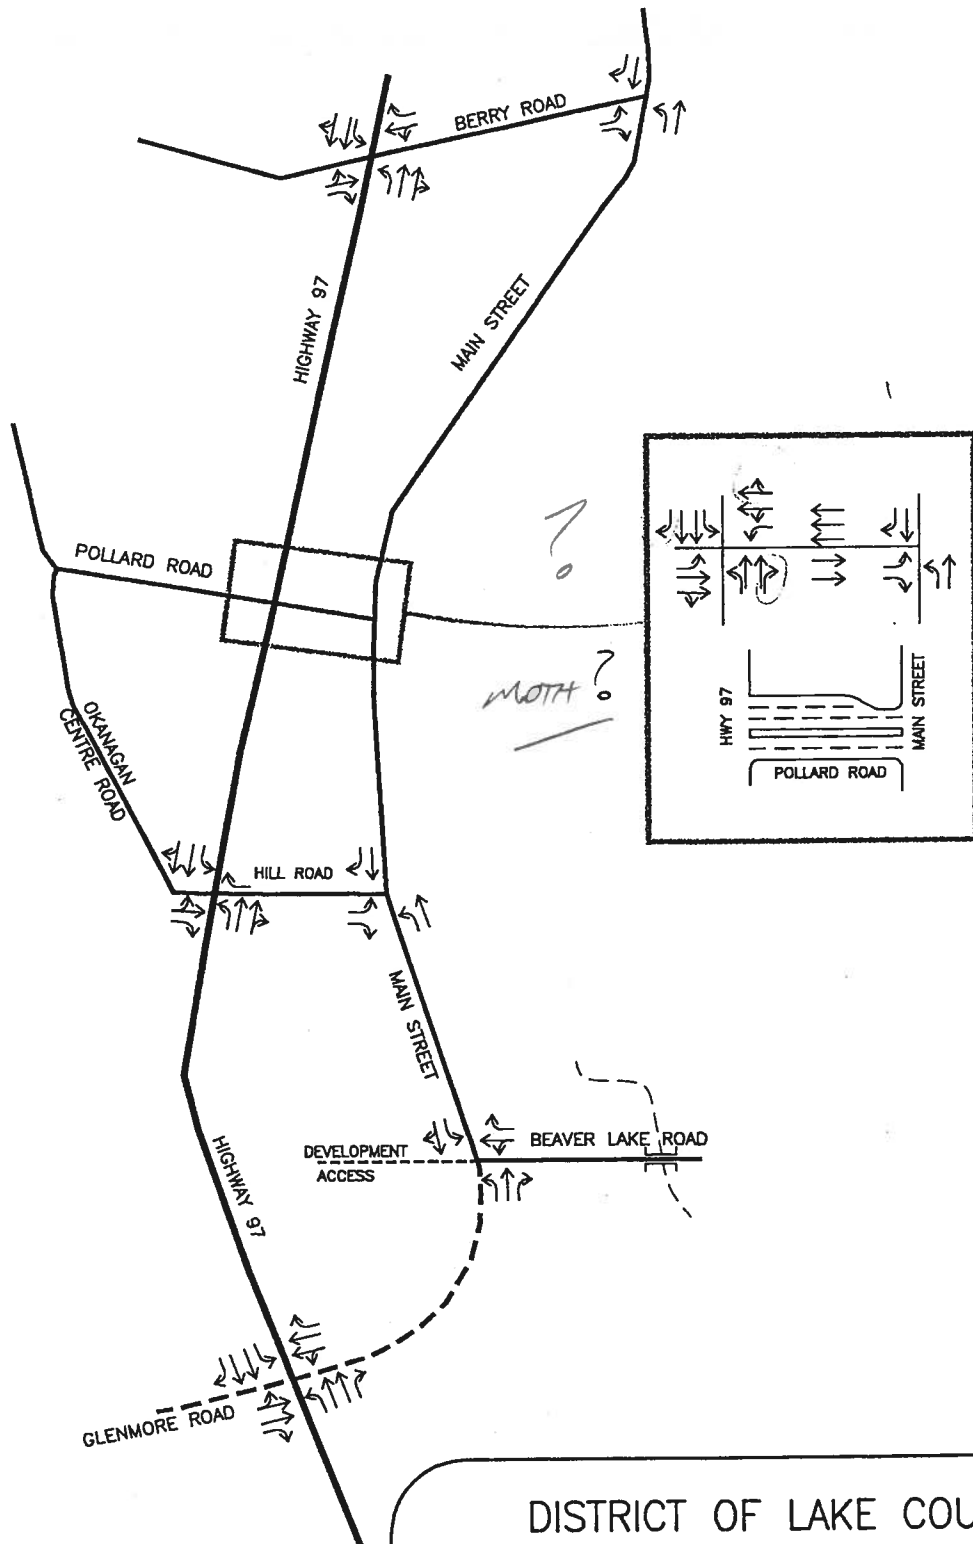 BERRY ROAD
HIGHWAY 97
MAIN STREET
POLLARD ROAD
?
MOTH ?
HWY 97
MAIN STREET
POLLARD ROAD
OKANAGAN
CENTRE ROAD
HILL ROAD
MAIN STREET
DEVELOPMENT
ACCESS
BEAVER LAKE ROAD
HIGHWAY 97
GLENMORE ROAD
DISTRICT OF LAKE COU